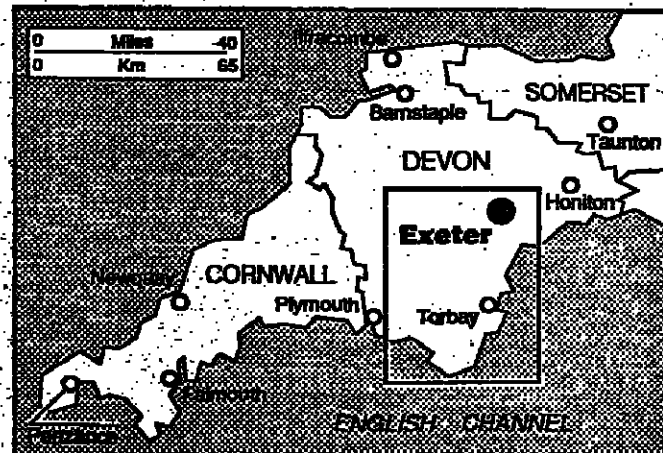 0 Miles 40
0 Km 65
Ilfracombe
Barnstaple
SOMERSET
Taunton
DEVON
Honiton
Exeter
Newquay
CORNWALL
Plymouth
Torbay
Falmouth
Penzance
ENGLISH CHANNEL